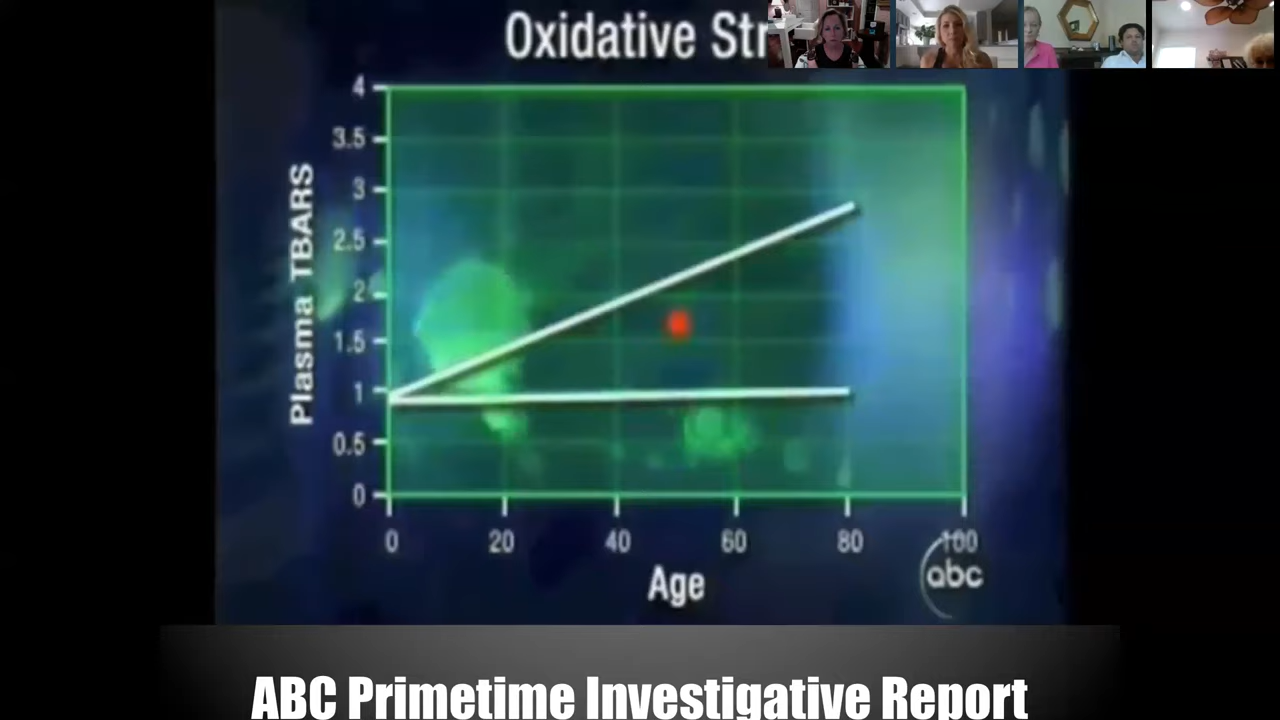 Oxidative Str
4
3.5
3
2.5
2
1.5
1
0.5
0
Plasma TBARS
0 20 40 60 80 100
Age
abc
ABC Primetime Investigative Report